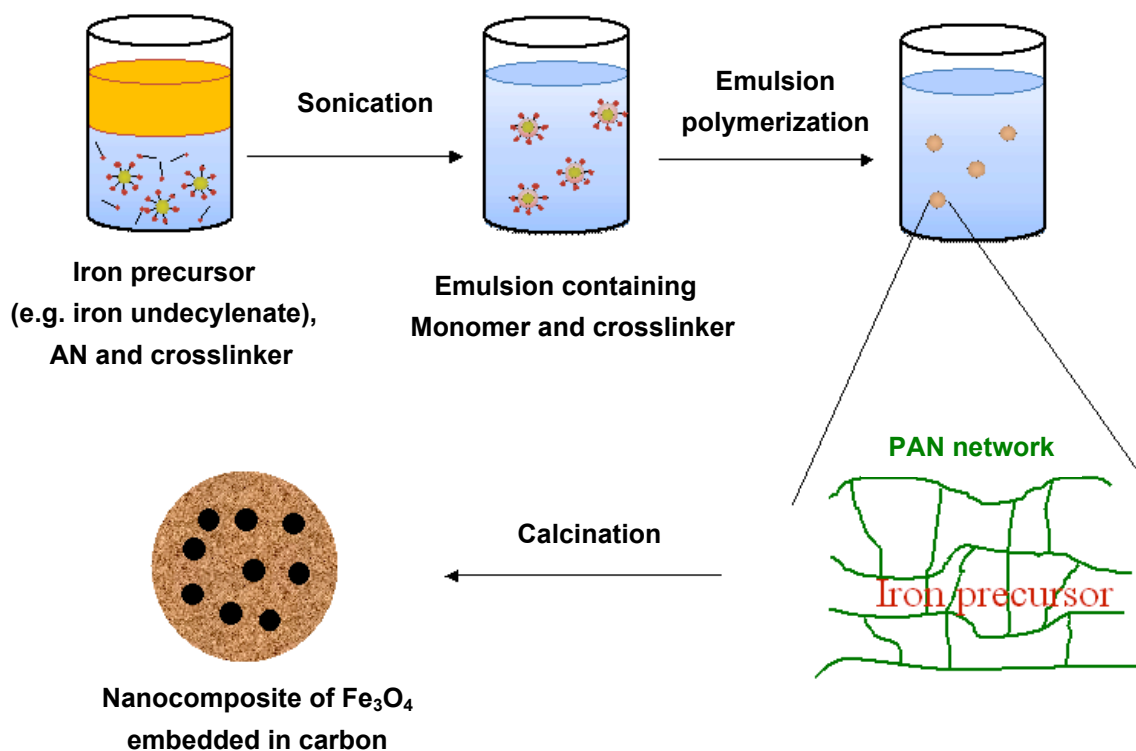 Sonication
Emulsion
polymerization
Iron precursor
(e.g. iron undecylenate),
AN and crosslinker
Emulsion containing
Monomer and crosslinker
PAN network
Iron precursor
Calcination
Nanocomposite of Fe₃O₄
embedded in carbon